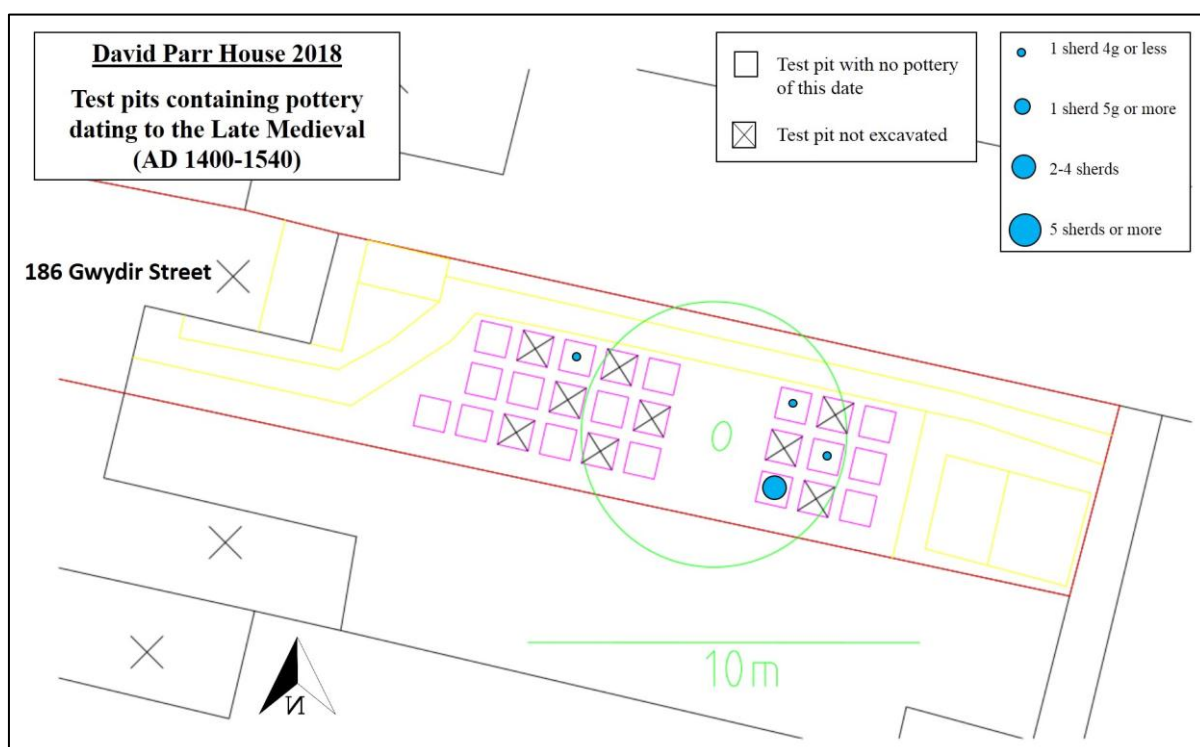 David Parr House 2018
Test pits containing pottery
dating to the Late Medieval
(AD 1400-1540)
Test pit with no pottery
of this date
Test pit not excavated
1 sherd 4g or less
1 sherd 5g or more
2-4 sherds
5 sherds or more
186 Gwydir Street
10m
N